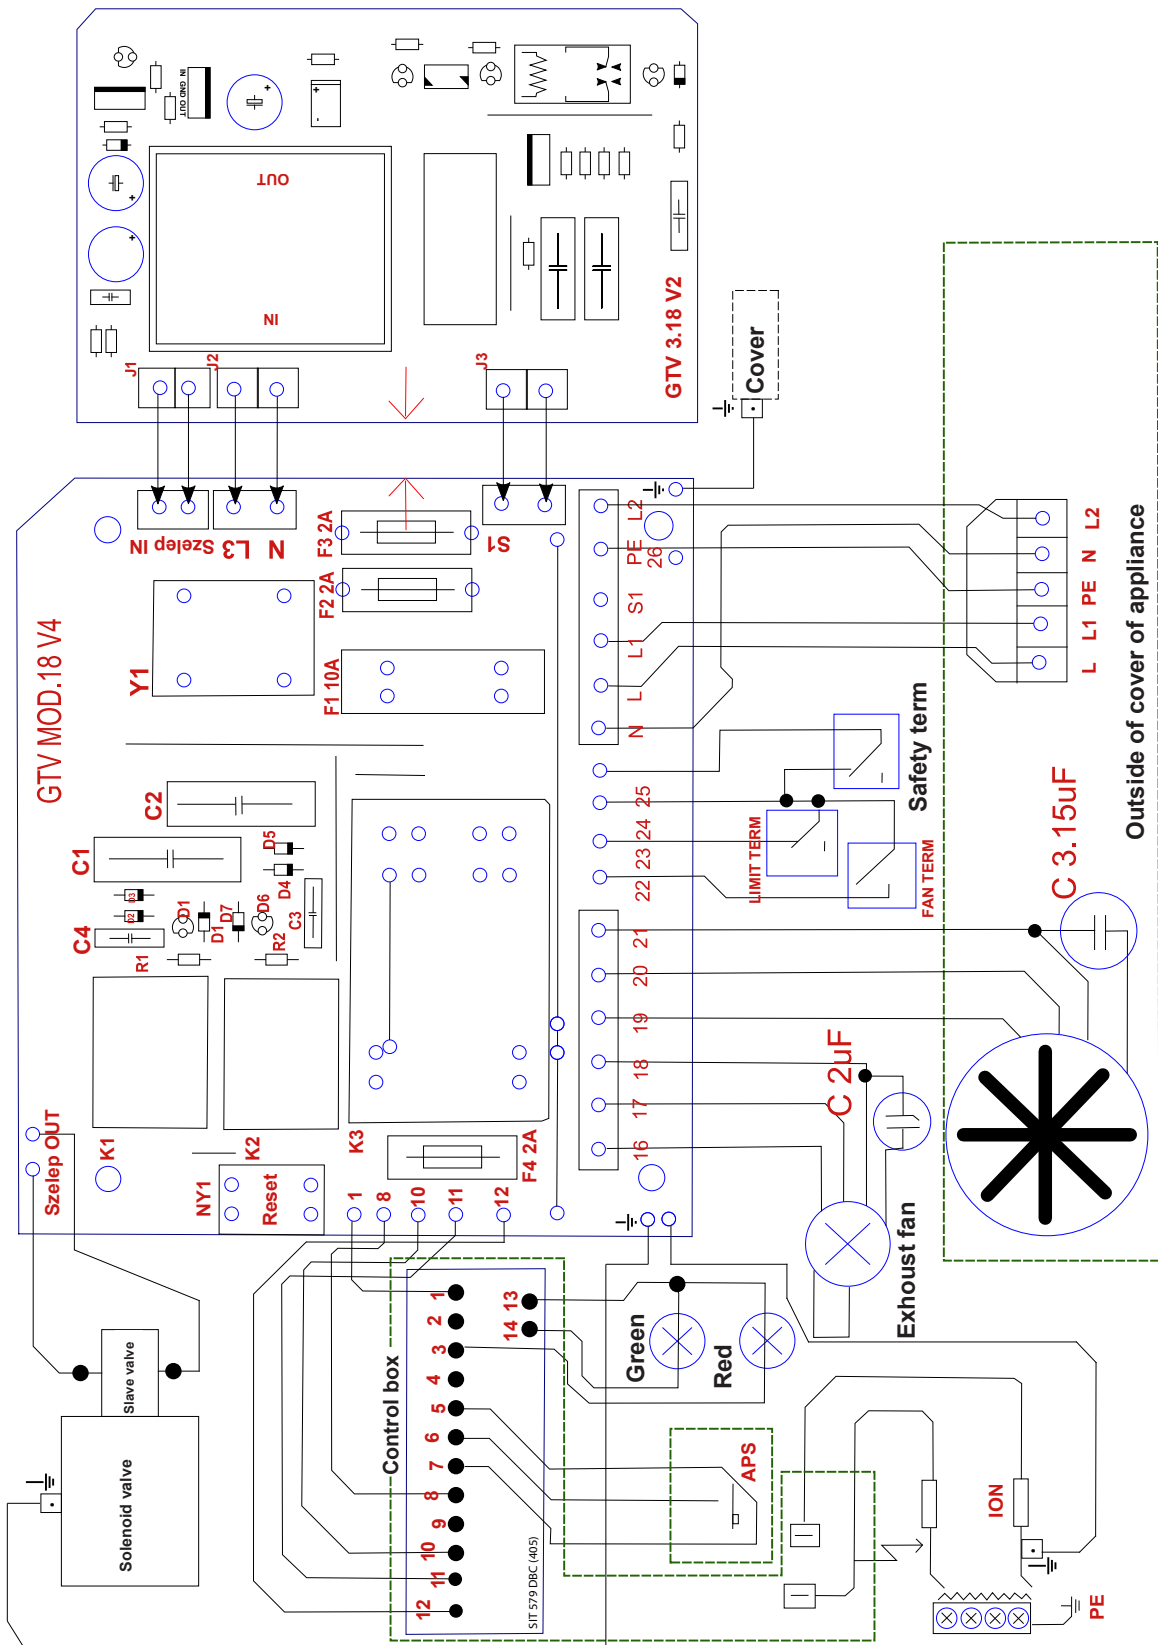 IN GND OUT
+
+
+
+
-
OUT
IN
J1
J2
J3
GTV 3.18 V2
Cover
GTV MOD.18 V4
Szelep IN
L3
N
F3 2A
F2 2A
S1
Y1
F1 10A
L2
PE
26
S1
L1
L
N
25
24
23
22
21
20
19
18
17
16
C2
C1
D5
D4
D3
D2
D1
D1
D7
D6
C3
C4
R1
R2
K1
K2
K3
F4 2A
Szelep OUT
NY1
Reset
1
8
10
11
12
L2
N
PE
L1
L
Outside of cover of appliance
Safety term
LIMIT TERM
FAN TERM
C 3.15uF
C 2uF
Exhoust fan
Slave valve
Solenoid valve
Control box
1
2
3
4
5
6
7
8
9
10
11
12
13
14
SIT 579 DBC (405)
Green
Red
APS
ION
PE